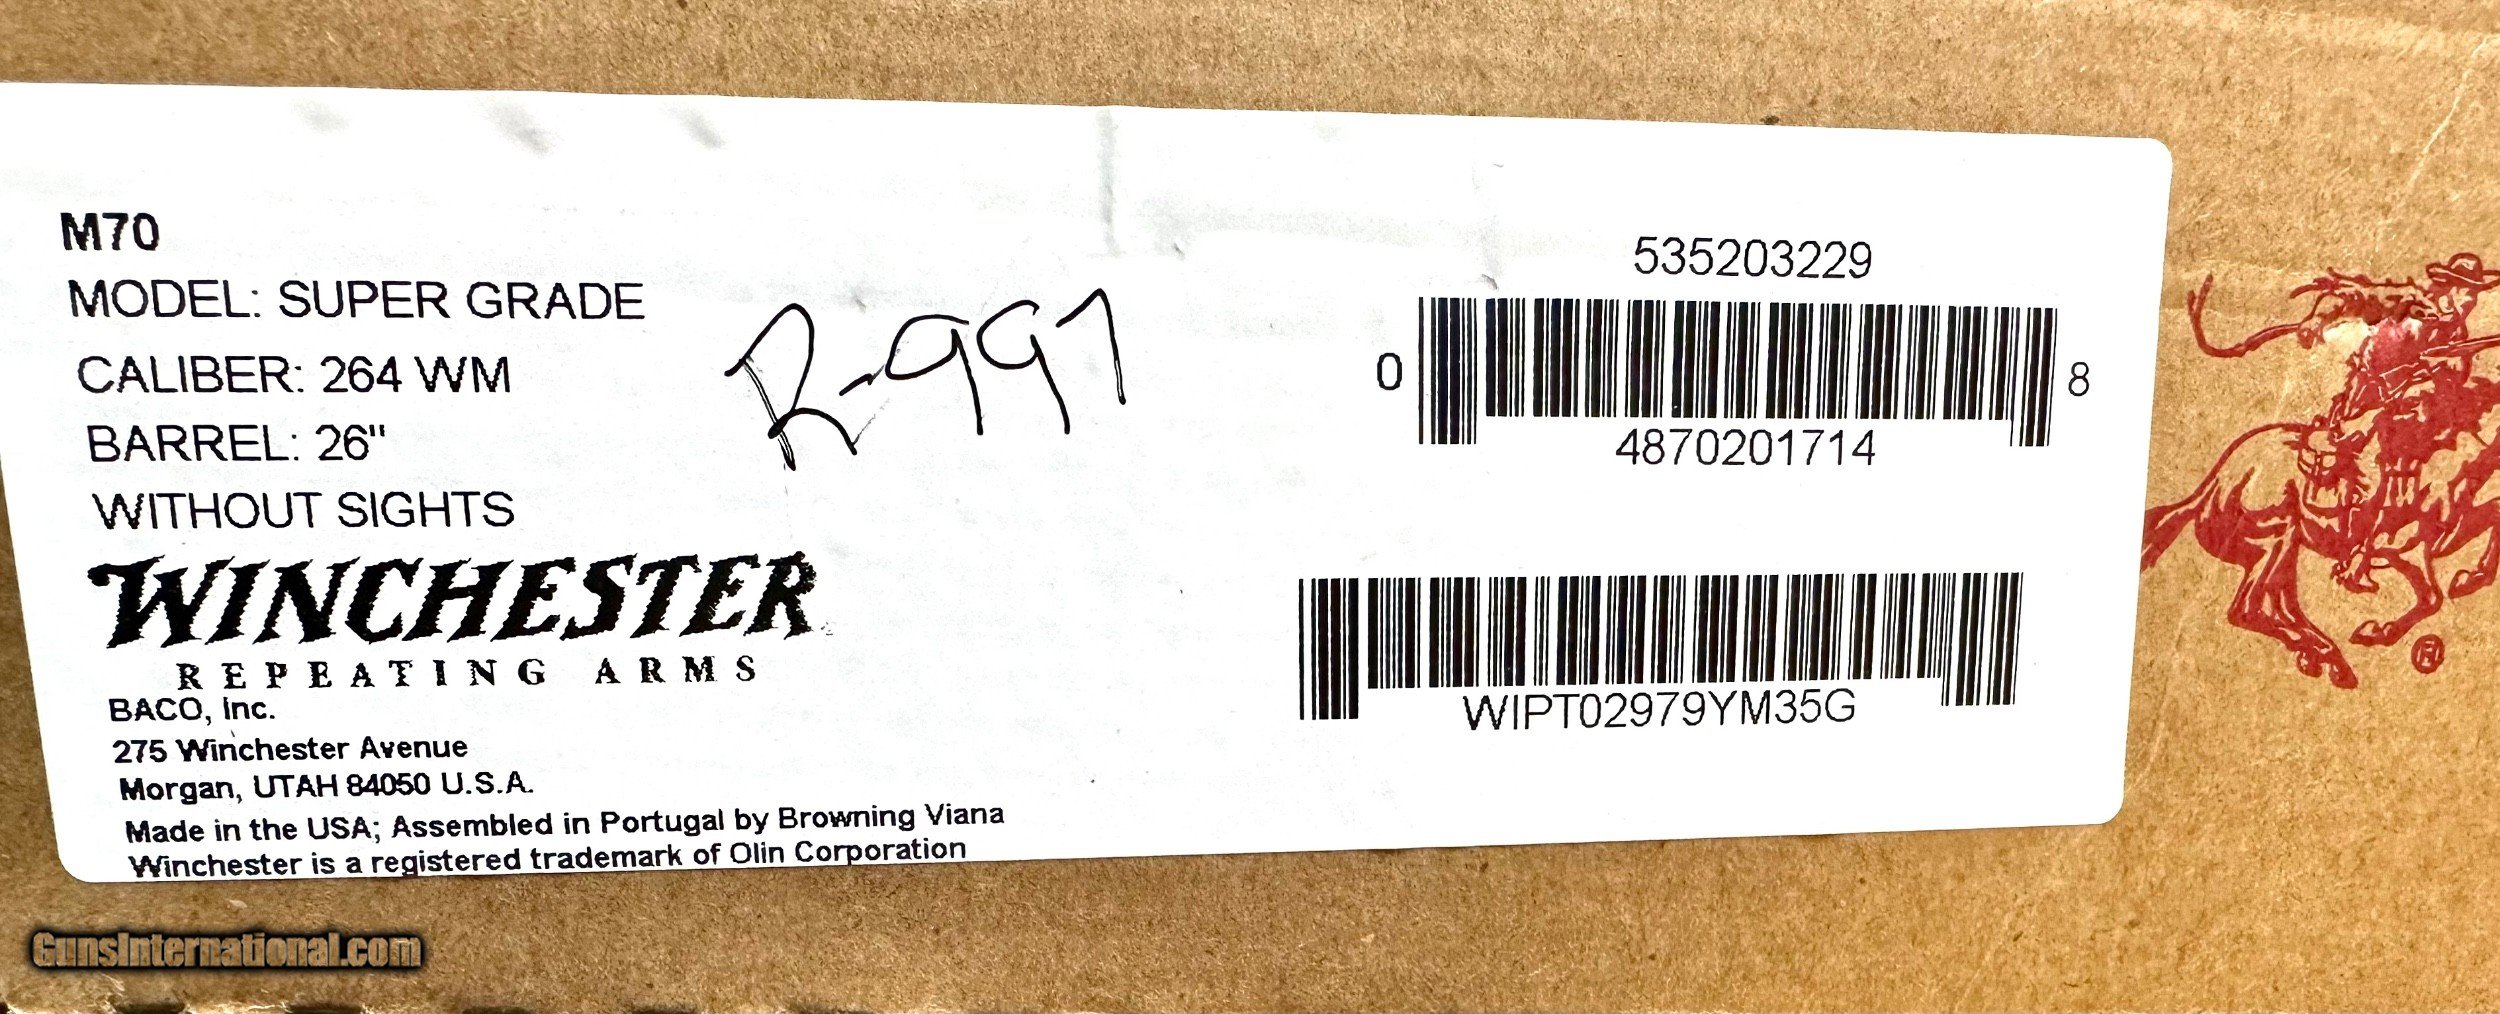 M70
MODEL: SUPER GRADE
CALIBER: 264 WM
BARREL: 26"
WITHOUT SIGHTS
WINCHESTER
REPEATING ARMS
BACO, Inc.
275 Winchester Avenue
Morgan, UTAH 84050 U.S.A.
Made in the USA; Assembled in Portugal by Browning Viana
Winchester is a registered trademark of Olin Corporation
R-997
535203229
0 4870201714 8
WIPT02979YM35G
®
GunsInternational.com